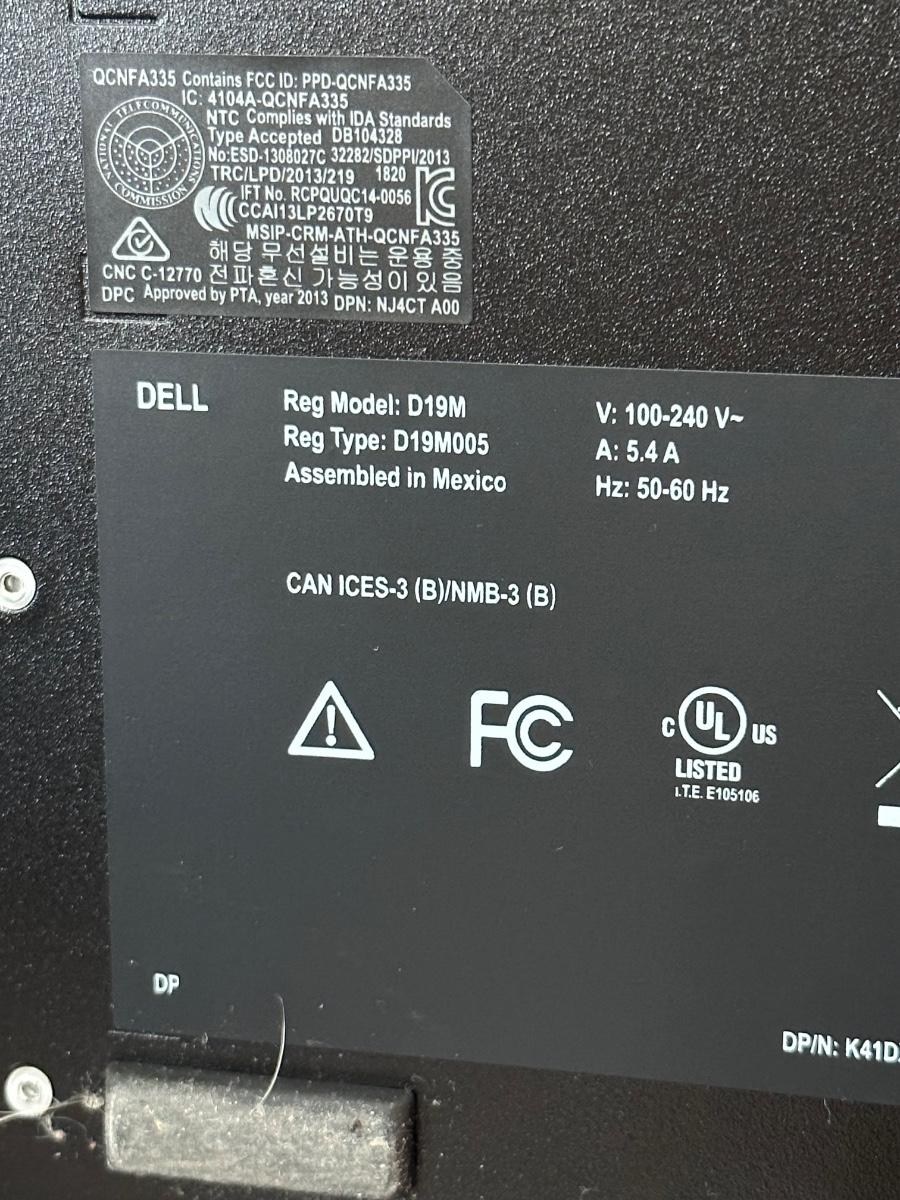 QCNFA335 Contains FCC ID: PPD-QCNFA335
IC: 4104A-QCNFA335
NATIONAL TELECOMMUNICATIONS COMMISSION
NTC Complies with IDA Standards
Type Accepted DB104328
No:ESD-1308027C 32282/SDPPI/2013
TRC/LPD/2013/219 1820
IFT No. RCPQUQC14-0056
CCAI13LP2670T9
MSIP-CRM-ATH-QCNFA335
해당 무선설비는 운용 중
CNC C-12770 전파혼신 가능성이 있음
DPC Approved by PTA, year 2013 DPN: NJ4CT A00
DELL
Reg Model: D19M
Reg Type: D19M005
Assembled in Mexico
V: 100-240 V~
A: 5.4 A
Hz: 50-60 Hz
CAN ICES-3 (B)/NMB-3 (B)
FC
C UL US
LISTED
I.T.E. E105106
DP
DP/N: K41D